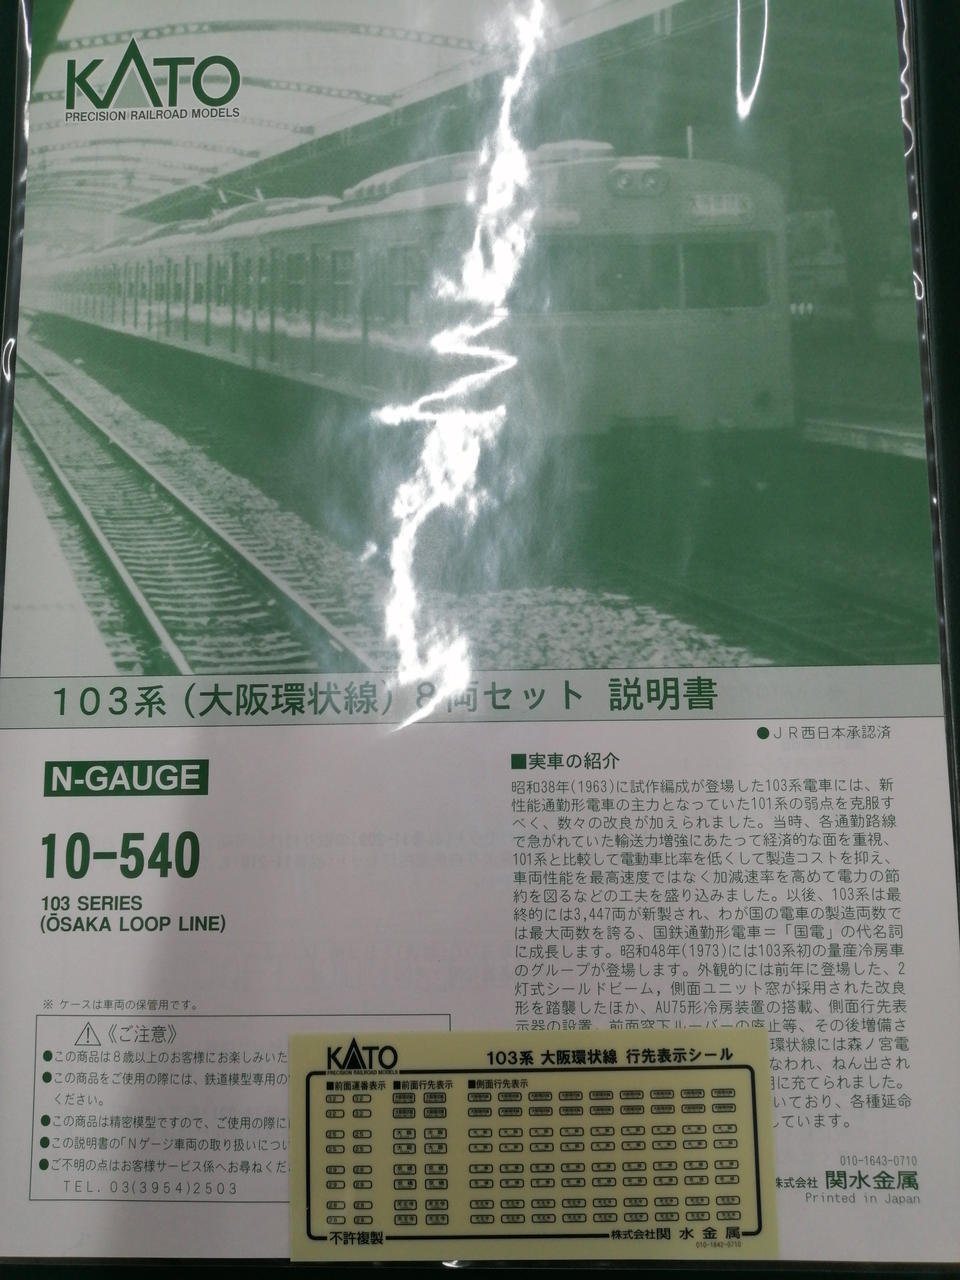 KATO
PRECISION RAILROAD MODELS
103系(大阪環状線) 8両セット 説明書
●JR西日本承認済
N-GAUGE
10-540
103 SERIES
(ŌSAKA LOOP LINE)
※ ケースは車両の保管用です。
《ご注意》
●この商品は8歳以上のお客様にお楽しみいた
●この商品をご使用の際には、鉄道模型専用の
ください。
●この商品は精密模型ですので、ご使用の際に
●この説明書の「Nゲージ車両の取り扱いについ
●ご不明の点はお客様サービス係へお尋ねくだ
TEL. 03(3954)2503
■実車の紹介
昭和38年(1963)に試作編成が登場した103系電車には、新
性能通勤形電車の主力となっていた101系の弱点を克服す
べく、数々の改良が加えられました。当時、各通勤路線
で急がれていた輸送力増強にあたって経済的な面を重視、
101系と比較して電動車比率を低くして製造コストを抑え、
車両性能を最高速度ではなく加減速率を高めて電力の節
約を図るなどの工夫を盛り込みました。以後、103系は最
終的には3,447両が新製され、わが国の電車の製造両数で
は最大両数を誇る、国鉄通勤形電車=「国電」の代名詞
に成長します。昭和48年(1973)には103系初の量産冷房車
のグループが登場します。外観的には前年に登場した、2
灯式シールドビーム，側面ユニット窓が採用された改良
形を踏襲したほか、AU75形冷房装置の搭載、側面行先表
示器の設置、前面窓下ルーバーの廃止等、その後増備さ
環状線には森ノ宮電
なわれ、ねん出され
に充てられました。
いており、各種延命
しています。
010-1643-0710
株式会社 関水金属
Printed in Japan
KATO
PRECISION RAILROAD MODELS
103系 大阪環状線 行先表示シール
■前面運番表示 ■前面行先表示 ■側面行先表示
不許複製
株式会社関水金属
010-1642-0710